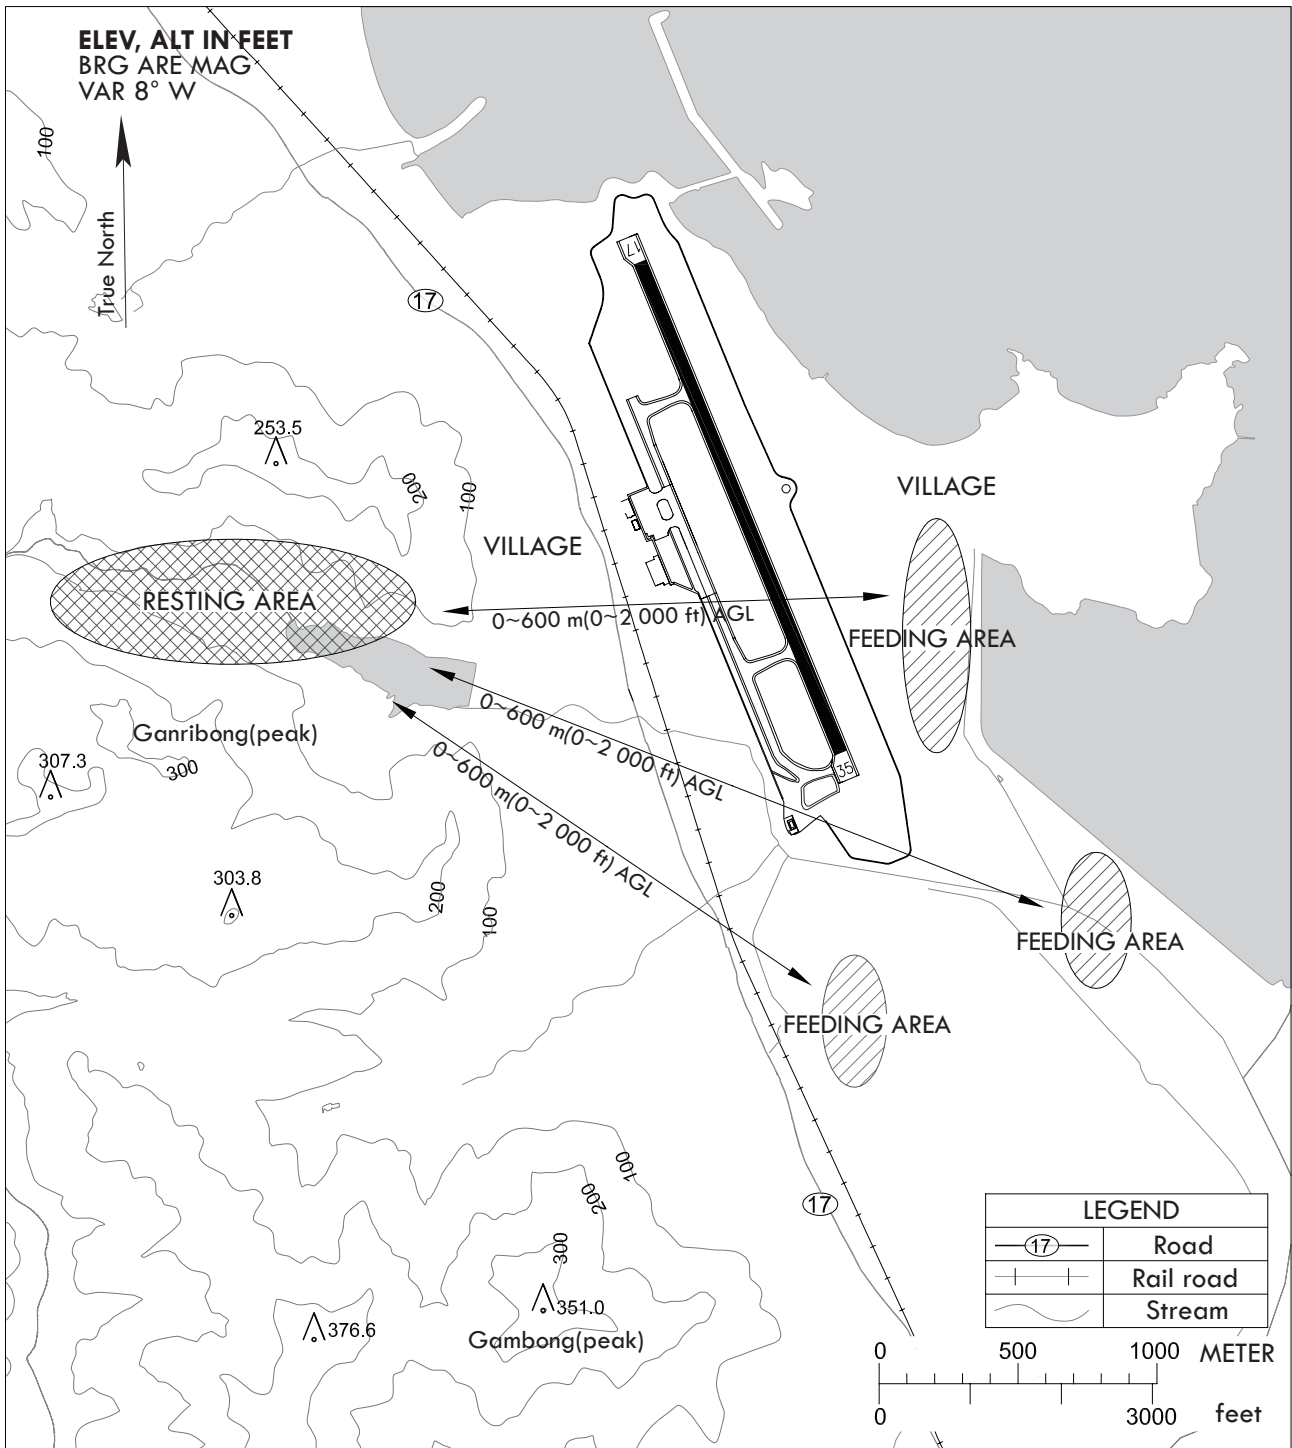 ELEV, ALT IN FEET
BRG ARE MAG
VAR 8° W
100
True North
17
17
253.5
200
100
VILLAGE
VILLAGE
RESTING AREA
0~600 m(0~2 000 ft) AGL
FEEDING AREA
0~600 m(0~2 000 ft) AGL
Ganribong(peak)
300
307.3
0~600 m(0~2 000 ft) AGL
35
303.8
200
100
FEEDING AREA
FEEDING AREA
100
200
17
300
351.0
Gambong(peak)
376.6
LEGEND
17 Road
Rail road
Stream
0 500 1000 METER
0 3000 feet